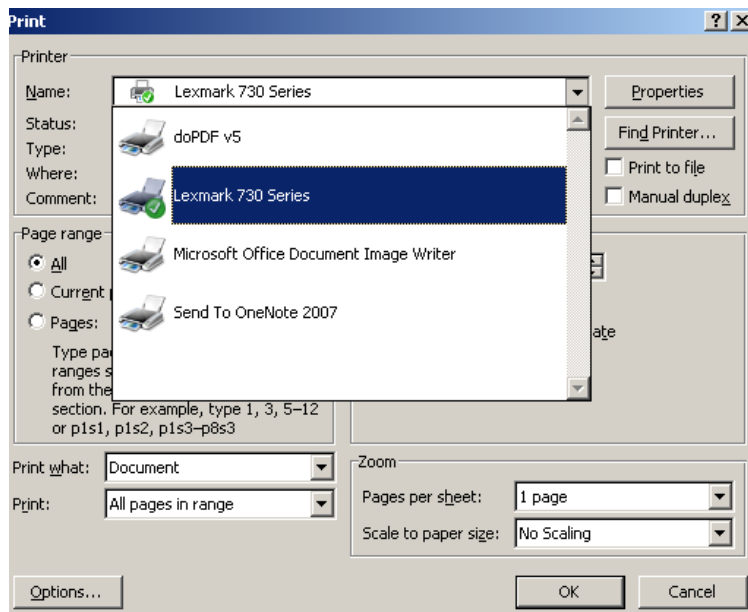 Print
Printer
Name:
Lexmark 730 Series
Properties
Status:
Type:
Where:
Comment:
doPDF v5
Lexmark 730 Series
Microsoft Office Document Image Writer
Send To OneNote 2007
Find Printer...
Print to file
Manual duplex
Page range
All
Current
Pages:
Type
ranges
from the
section. For example, type 1, 3, 5–12
or p1s1, p1s2, p1s3–p8s3
Print what:
Document
Print:
All pages in range
Zoom
Pages per sheet:
1 page
Scale to paper size:
No Scaling
Options...
OK
Cancel